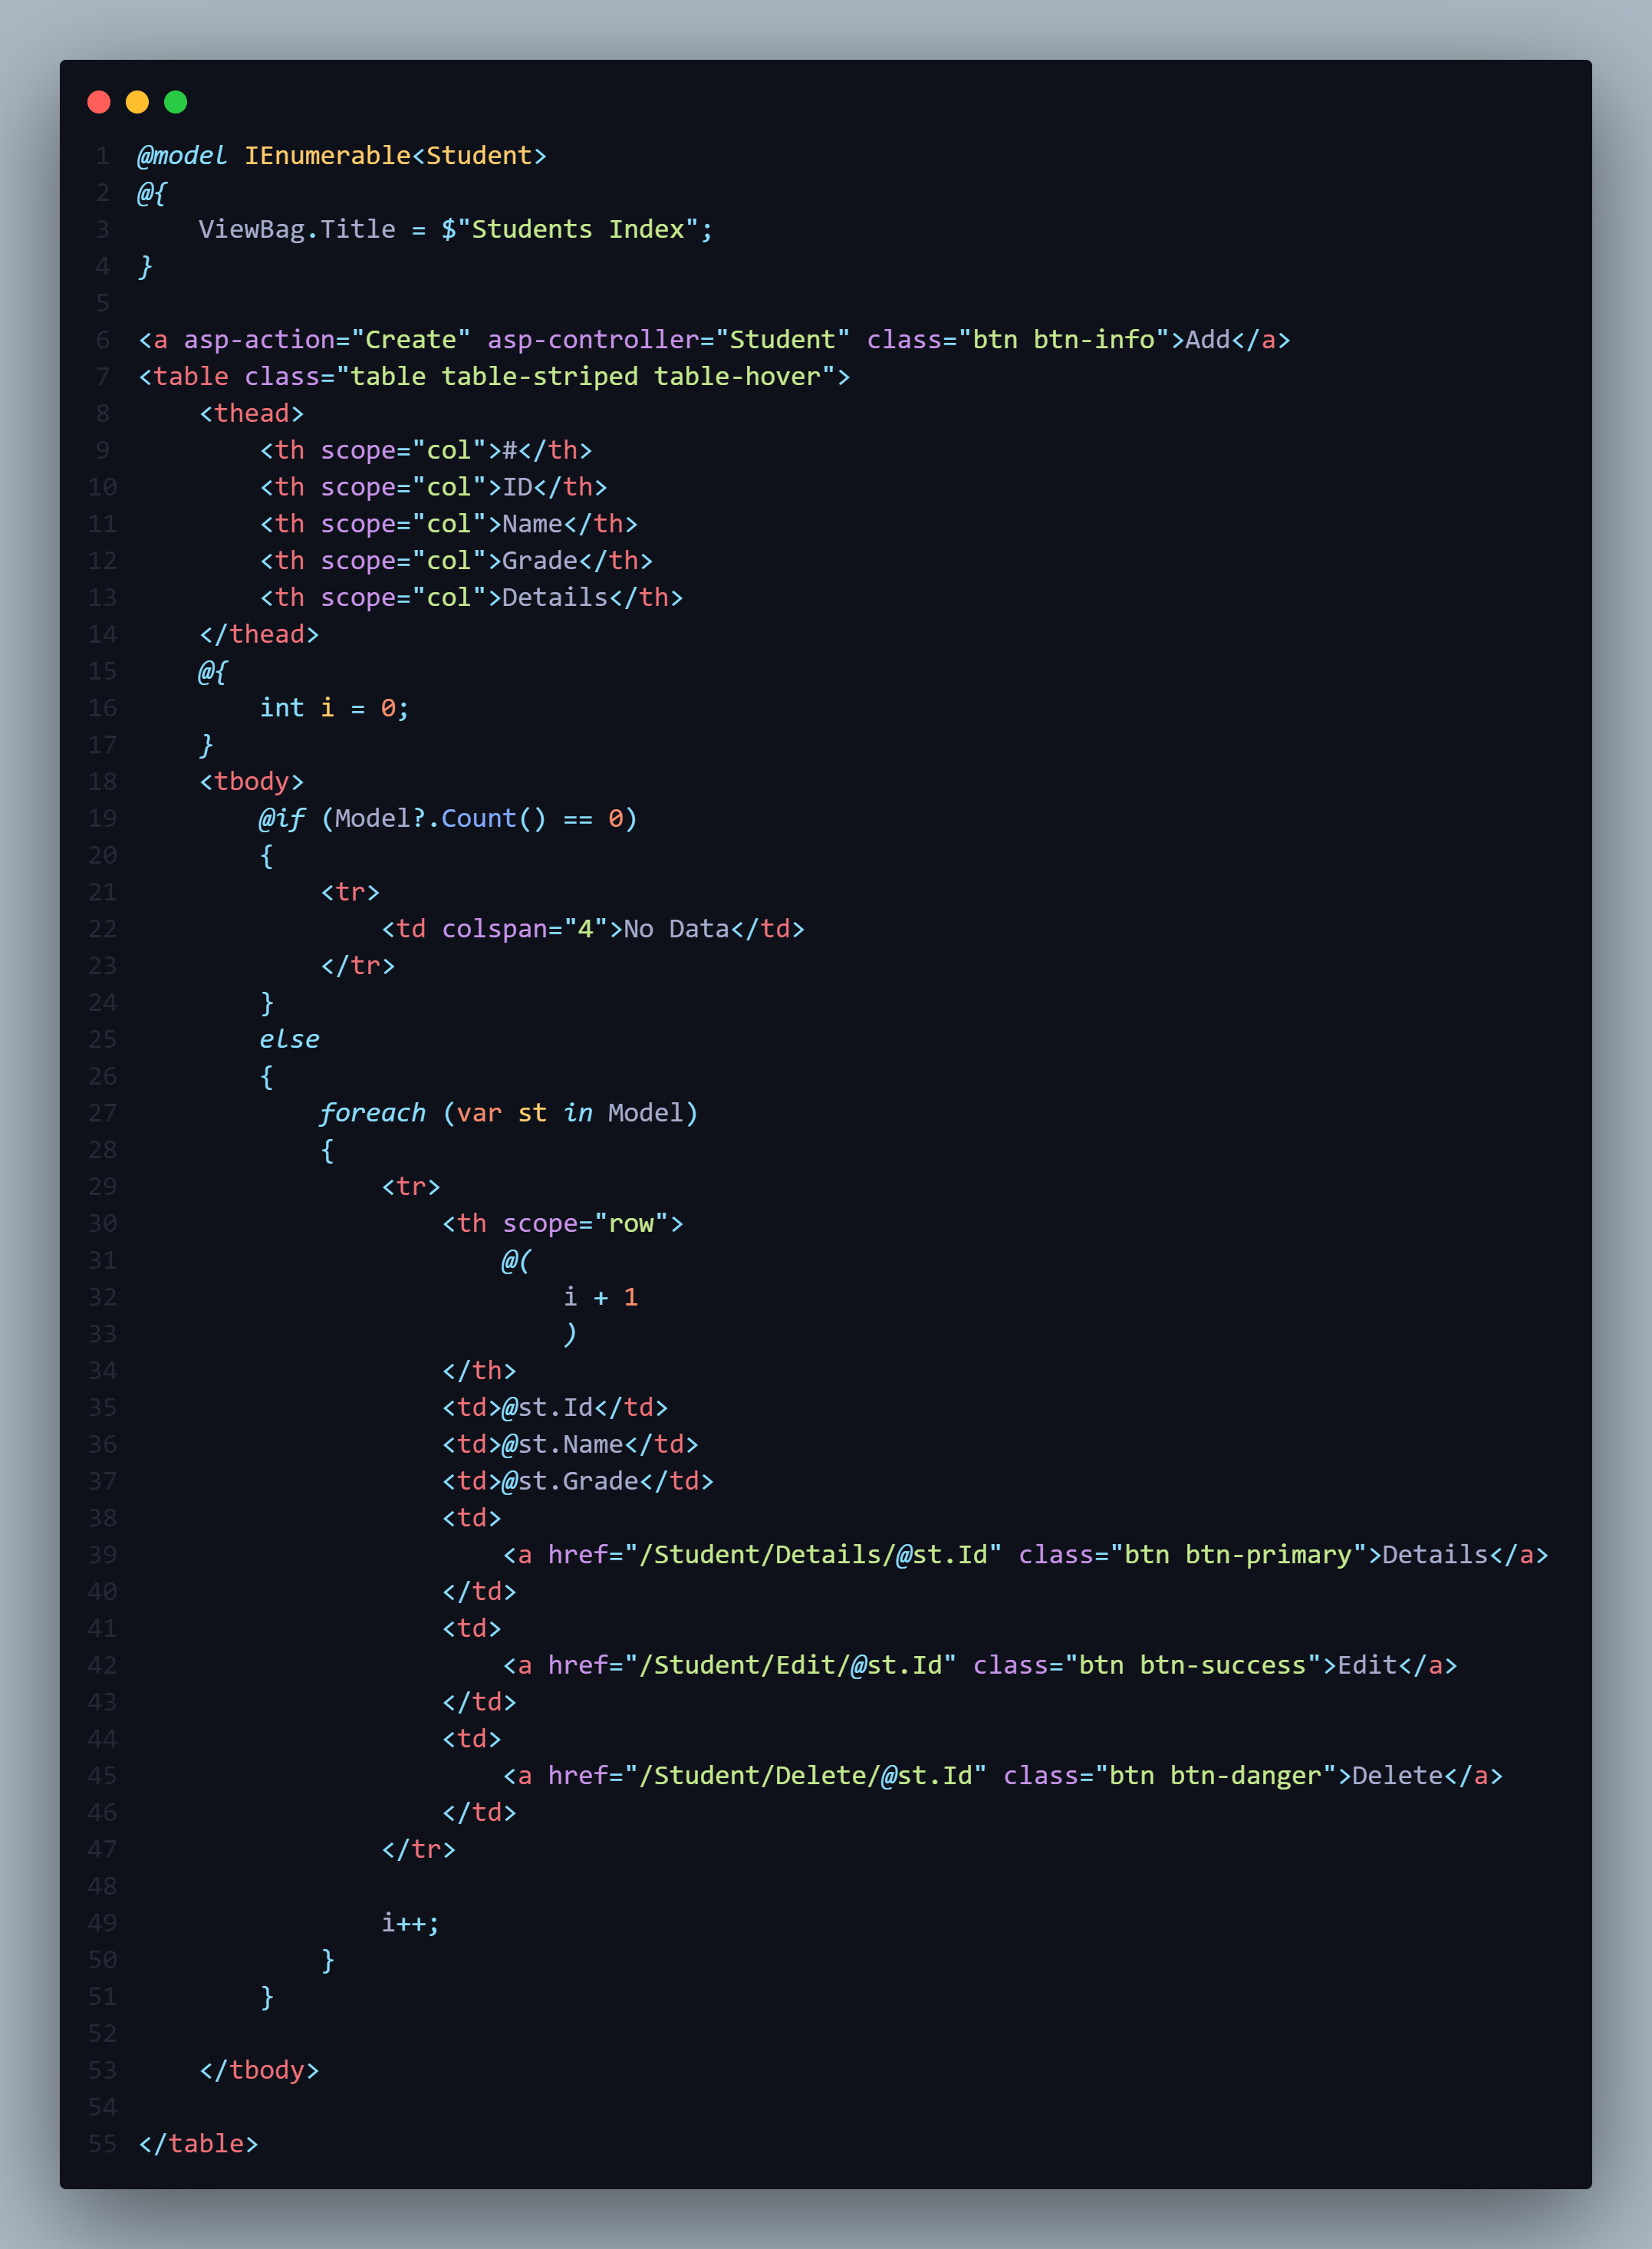 1 @model IEnumerable<Student>
2 @{
3     ViewBag.Title = $"Students Index";
4 }
5
6 <a asp-action="Create" asp-controller="Student" class="btn btn-info">Add</a>
7 <table class="table table-striped table-hover">
8     <thead>
9         <th scope="col">#</th>
10         <th scope="col">ID</th>
11         <th scope="col">Name</th>
12         <th scope="col">Grade</th>
13         <th scope="col">Details</th>
14     </thead>
15     @{
16         int i = 0;
17     }
18     <tbody>
19         @if (Model?.Count() == 0)
20         {
21             <tr>
22                 <td colspan="4">No Data</td>
23             </tr>
24         }
25         else
26         {
27             foreach (var st in Model)
28             {
29                 <tr>
30                     <th scope="row">
31                         @(
32                             i + 1
33                             )
34                     </th>
35                     <td>@st.Id</td>
36                     <td>@st.Name</td>
37                     <td>@st.Grade</td>
38                     <td>
39                         <a href="/Student/Details/@st.Id" class="btn btn-primary">Details</a>
40                     </td>
41                     <td>
42                         <a href="/Student/Edit/@st.Id" class="btn btn-success">Edit</a>
43                     </td>
44                     <td>
45                         <a href="/Student/Delete/@st.Id" class="btn btn-danger">Delete</a>
46                     </td>
47                 </tr>
48
49                 i++;
50             }
51         }
52
53     </tbody>
54
55 </table>